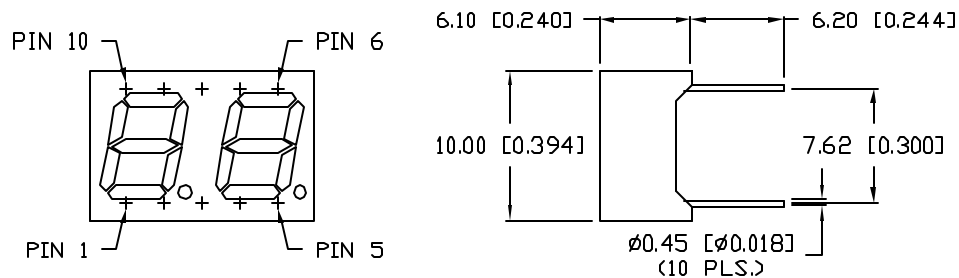 6.10 [0.240]
6.20 [0.244]
PIN 10
PIN 6
10.00 [0.394]
7.62 [0.300]
PIN 1
PIN 5
Ø0.45 [Ø0.018]
(10 PLS.)